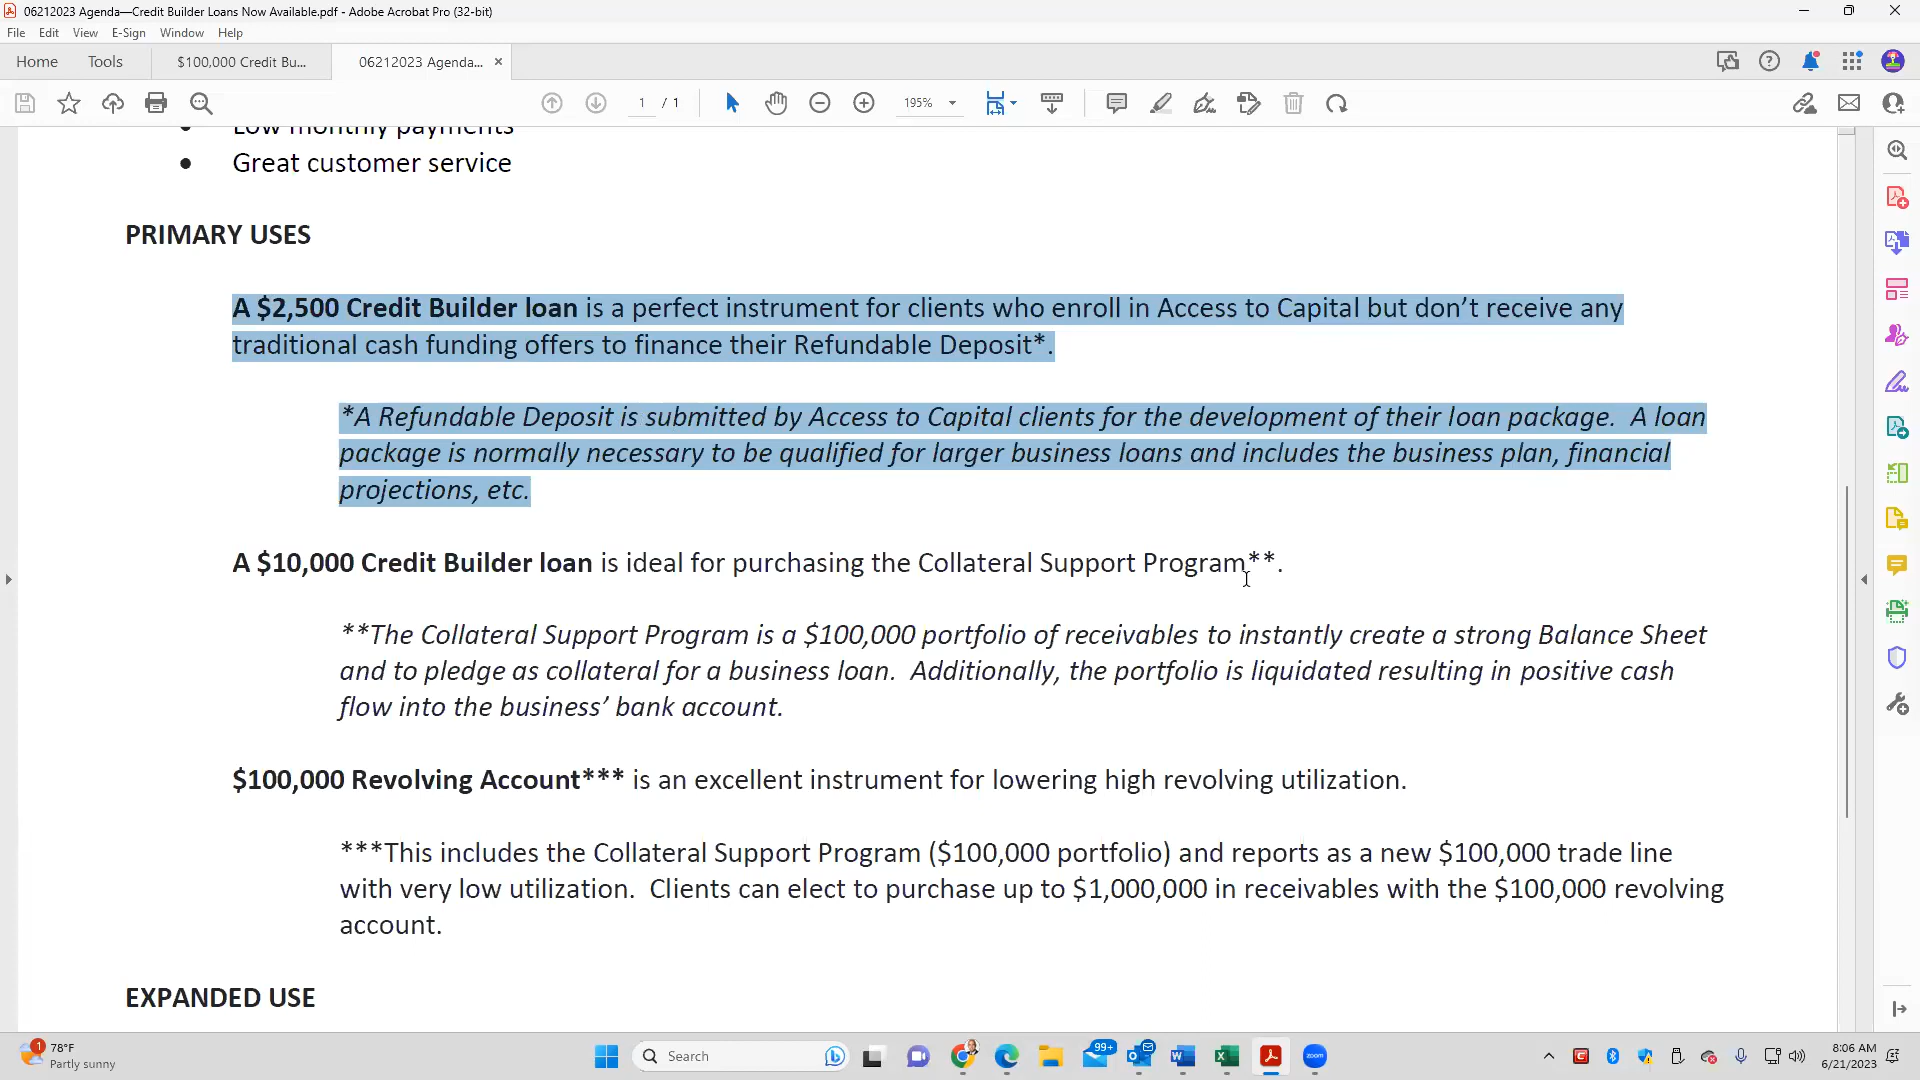 06212023 Agenda—Credit Builder Loans Now Available.pdf - Adobe Acrobat Pro (32-bit)
File Edit View E-Sign Window Help
Home Tools $100,000 Credit Bu... 06212023 Agenda... ×
1 / 1 195%
Low monthly payments
• Great customer service
PRIMARY USES
A $2,500 Credit Builder loan is a perfect instrument for clients who enroll in Access to Capital but don’t receive any
traditional cash funding offers to finance their Refundable Deposit*.
*A Refundable Deposit is submitted by Access to Capital clients for the development of their loan package. A loan
package is normally necessary to be qualified for larger business loans and includes the business plan, financial
projections, etc.
A $10,000 Credit Builder loan is ideal for purchasing the Collateral Support Program**.
**The Collateral Support Program is a $100,000 portfolio of receivables to instantly create a strong Balance Sheet
and to pledge as collateral for a business loan. Additionally, the portfolio is liquidated resulting in positive cash
flow into the business’ bank account.
$100,000 Revolving Account*** is an excellent instrument for lowering high revolving utilization.
***This includes the Collateral Support Program ($100,000 portfolio) and reports as a new $100,000 trade line
with very low utilization. Clients can elect to purchase up to $1,000,000 in receivables with the $100,000 revolving
account.
EXPANDED USE
1 78°F
Partly sunny
Search
99+
zoom
8:06 AM
6/21/2023